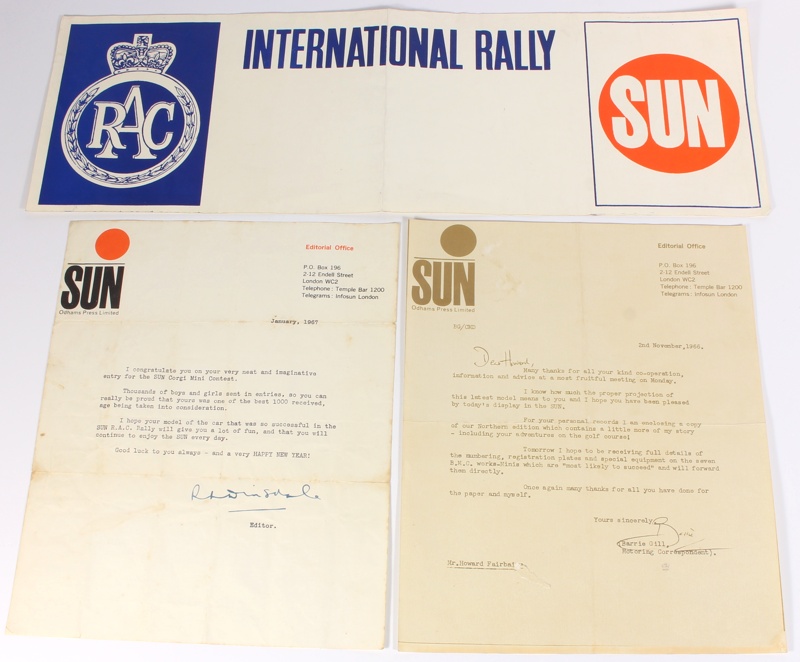 RAC
INTERNATIONAL RALLY
SUN
SUN
Odhams Press Limited
Editorial Office
P.O. Box 196
2-12 Endell Street
London WC2
Telephone: Temple Bar 1200
Telegrams: Infosun London
January, 1967
I congratulate you on your very neat and imaginative
entry for the SUN Corgi Mini Contest.
Thousands of boys and girls sent in entries, so you can
really be proud that yours was one of the best 1000 received,
age being taken into consideration.
I hope your model of the car that was so successful in the
SUN R.A.C. Rally will give you a lot of fun, and that you will
continue to enjoy the SUN every day.
Good luck to you always - and a very HAPPY NEW YEAR!
Editor.
SUN
Odhams Press Limited
Editorial Office
P.O. Box 196
2-12 Endell Street
London WC2
Telephone: Temple Bar 1200
Telegrams: Infosun London
2nd November, 1966.
Dear Howard,
Many thanks for all your kind co-operation,
information and advice at a most fruitful meeting on Monday.
I know how much the proper projection
of this latest model means to you and I hope you have been pleased
by today's display in the SUN.
For your personal records I am enclosing a copy
of our Northern edition which contains a little more of my story
- including your adventures on the golf course!
Tomorrow I hope to be receiving full details of
the numbering, registration plates and special equipment on the seven
B.M.C. works-Minis which are "most likely to succeed" and will forward
them directly.
Once again many thanks for all you have done for
the paper and myself.
Yours sincerely,
Barrie
(Barrie Gill,
Motoring Correspondent).
Mr.Howard